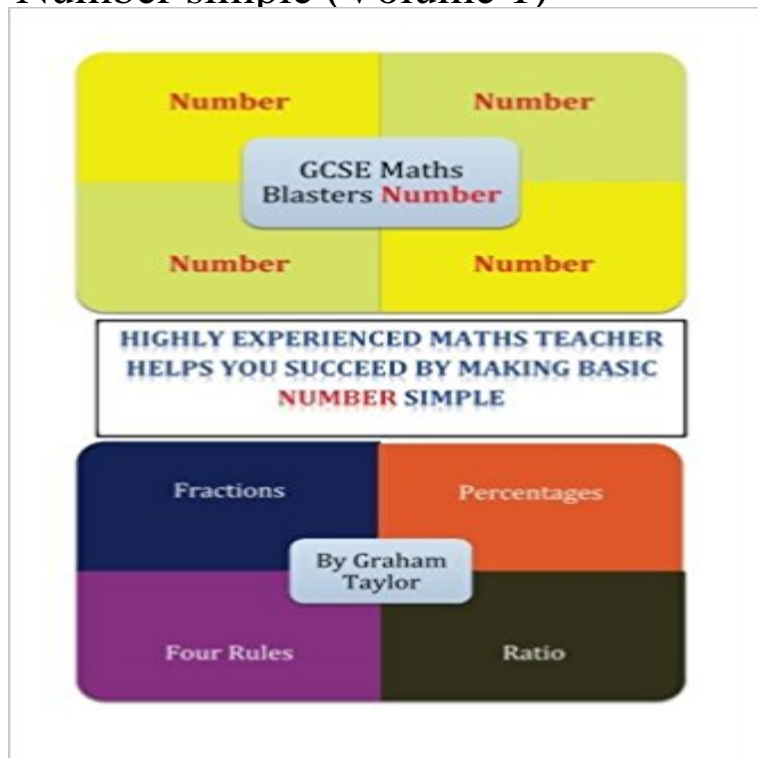 Number simple (Volume 1)
Number Number
GCSE Maths
Blasters Number
Number Number
HIGHLY EXPERIENCED MATHS TEACHER
HELPS YOU SUCCEED BY MAKING BASIC
NUMBER SIMPLE
Fractions Percentages
By Graham
Taylor
Four Rules Ratio